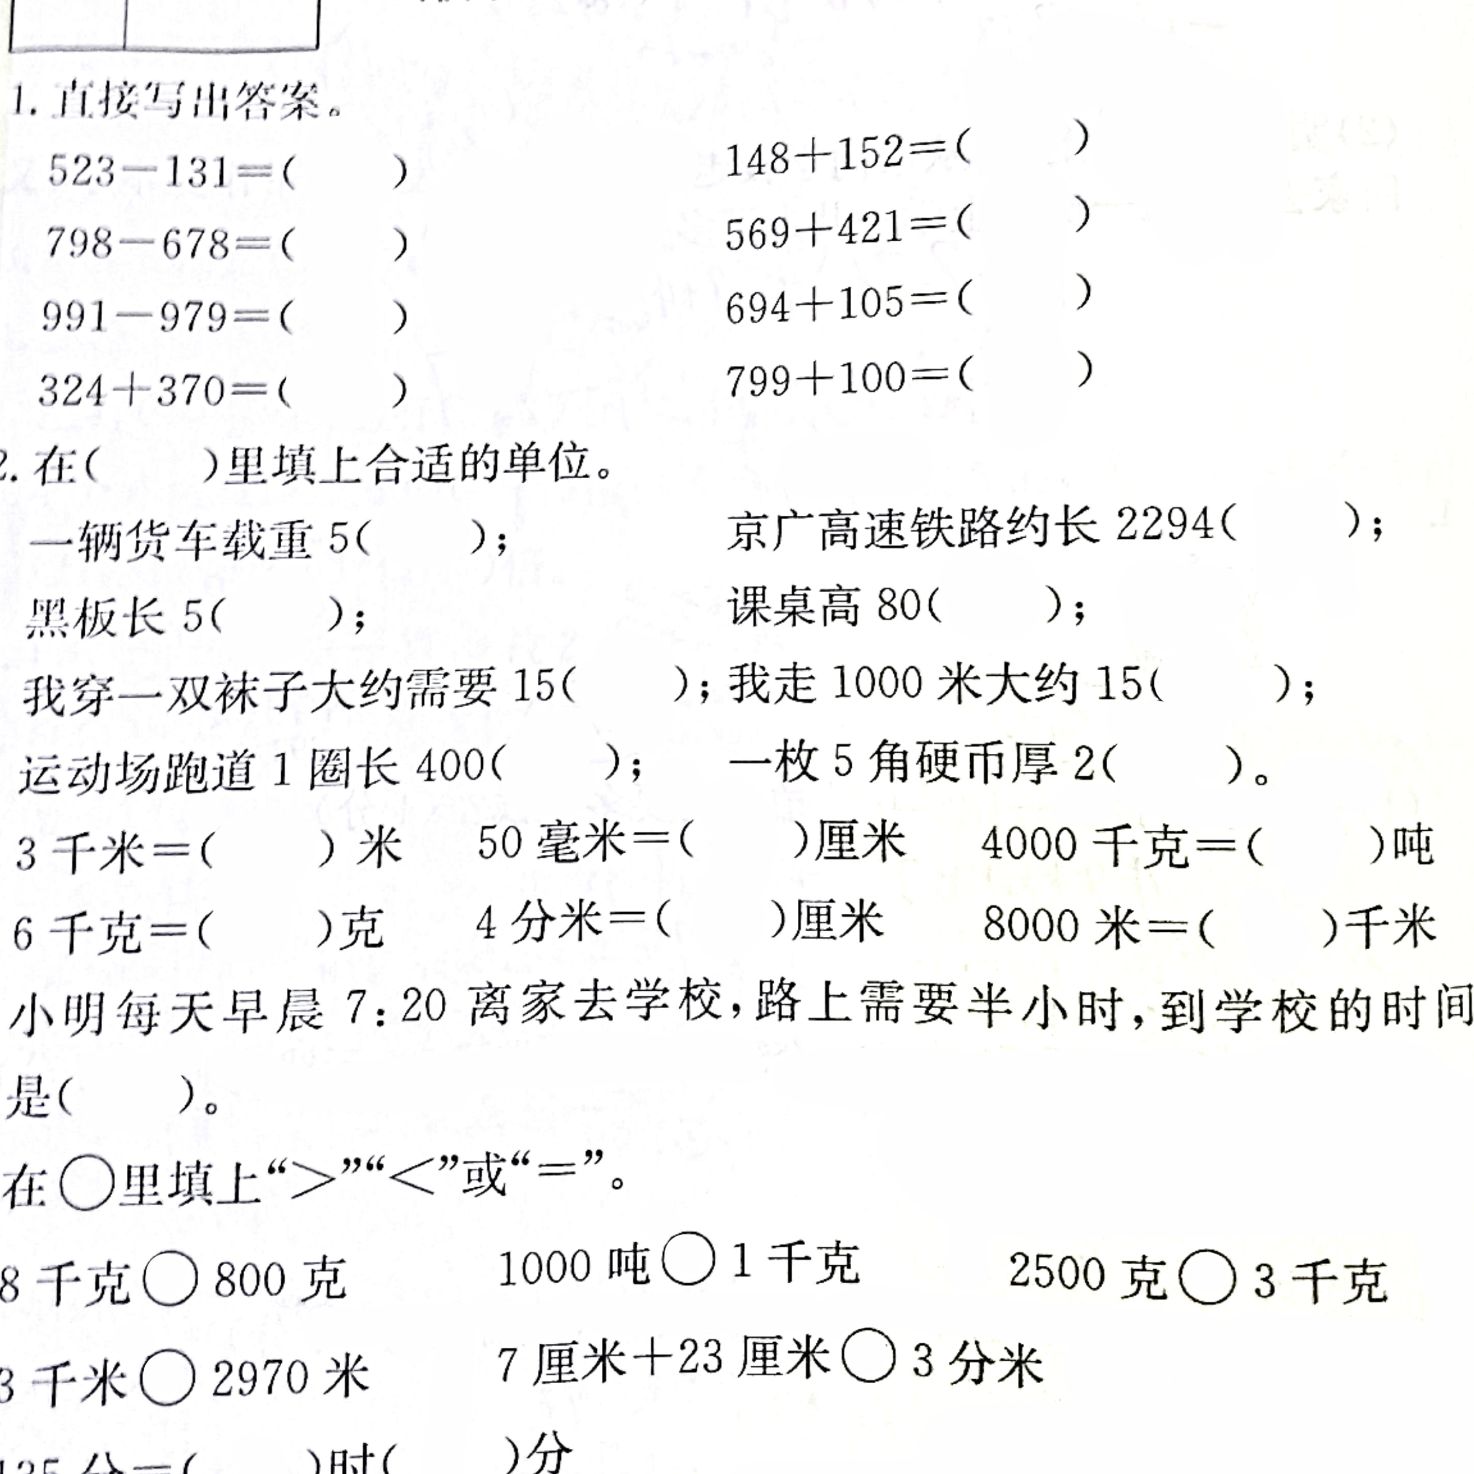 1. 直接写出答案。
523－131＝(　　) 148＋152＝(　　)
798－678＝(　　) 569＋421＝(　　)
991－979＝(　　) 694＋105＝(　　)
324＋370＝(　　) 799＋100＝(　　)
2. 在(　　)里填上合适的单位。
一辆货车载重 5(　　)； 京广高速铁路约长 2294(　　)；
黑板长 5(　　)； 课桌高 80(　　)；
我穿一双袜子大约需要 15(　　)；我走 1000 米大约 15(　　)；
运动场跑道 1 圈长 400(　　)； 一枚 5 角硬币厚 2(　　)。
3 千米＝(　　) 米 50 毫米＝(　　)厘米 4000 千克＝(　　)吨
6 千克＝(　　)克 4 分米＝(　　)厘米 8000 米＝(　　)千米
小明每天早晨 7:20 离家去学校，路上需要半小时，到学校的时间
是(　　)。
在○里填上“＞”“＜”或“＝”。
8 千克○800 克 1000 吨○1 千克 2500 克○3 千克
3 千米○2970 米 7 厘米＋23 厘米○3 分米
分＝(　　)时(　　)分